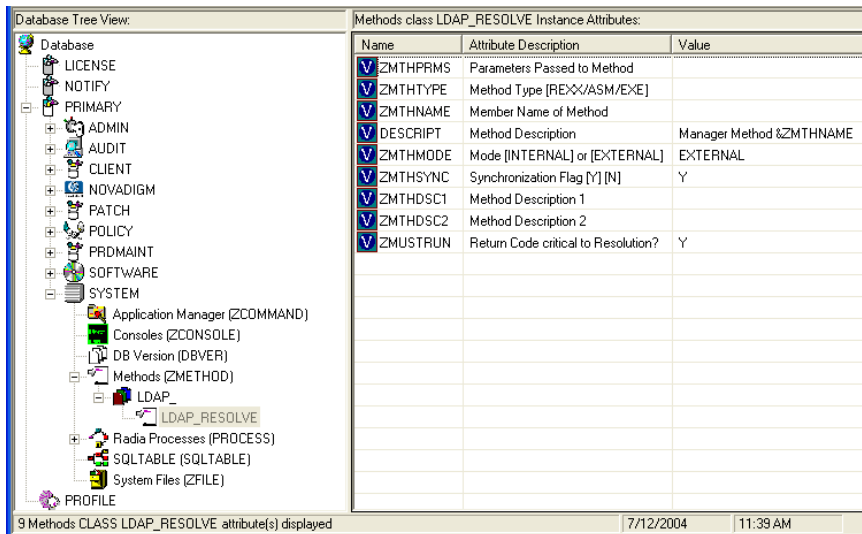 Database Tree View:
Database
LICENSE
NOTIFY
PRIMARY
ADMIN
AUDIT
CLIENT
NOVADIGM
PATCH
POLICY
PRDMAINT
SOFTWARE
SYSTEM
Application Manager (ZCOMMAND)
Consoles (ZCONSOLE)
DB Version (DBVER)
Methods (ZMETHOD)
LDAP_
LDAP_RESOLVE
Radia Processes (PROCESS)
SQLTABLE (SQLTABLE)
System Files (ZFILE)
PROFILE
Methods class LDAP_RESOLVE Instance Attributes:
Name Attribute Description Value
V ZMTHPRMS Parameters Passed to Method
V ZMTHTYPE Method Type [REXX/ASM/EXE]
V ZMTHNAME Member Name of Method
V DESCRIPT Method Description Manager Method &ZMTHNAME
V ZMTHMODE Mode [INTERNAL] or [EXTERNAL] EXTERNAL
V ZMTHSYNC Synchronization Flag [Y] [N] Y
V ZMTHDSC1 Method Description 1
V ZMTHDSC2 Method Description 2
V ZMUSTRUN Return Code critical to Resolution? Y
9 Methods CLASS LDAP_RESOLVE attribute(s) displayed 7/12/2004 11:39 AM